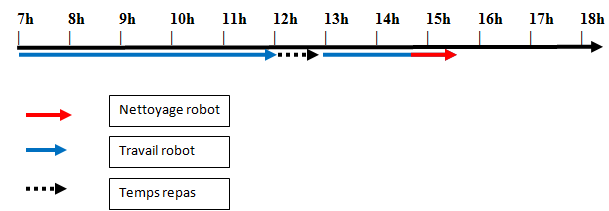 7h 8h 9h 10h 11h 12h 13h 14h 15h 16h 17h 18h
Nettoyage robot
Travail robot
Temps repas